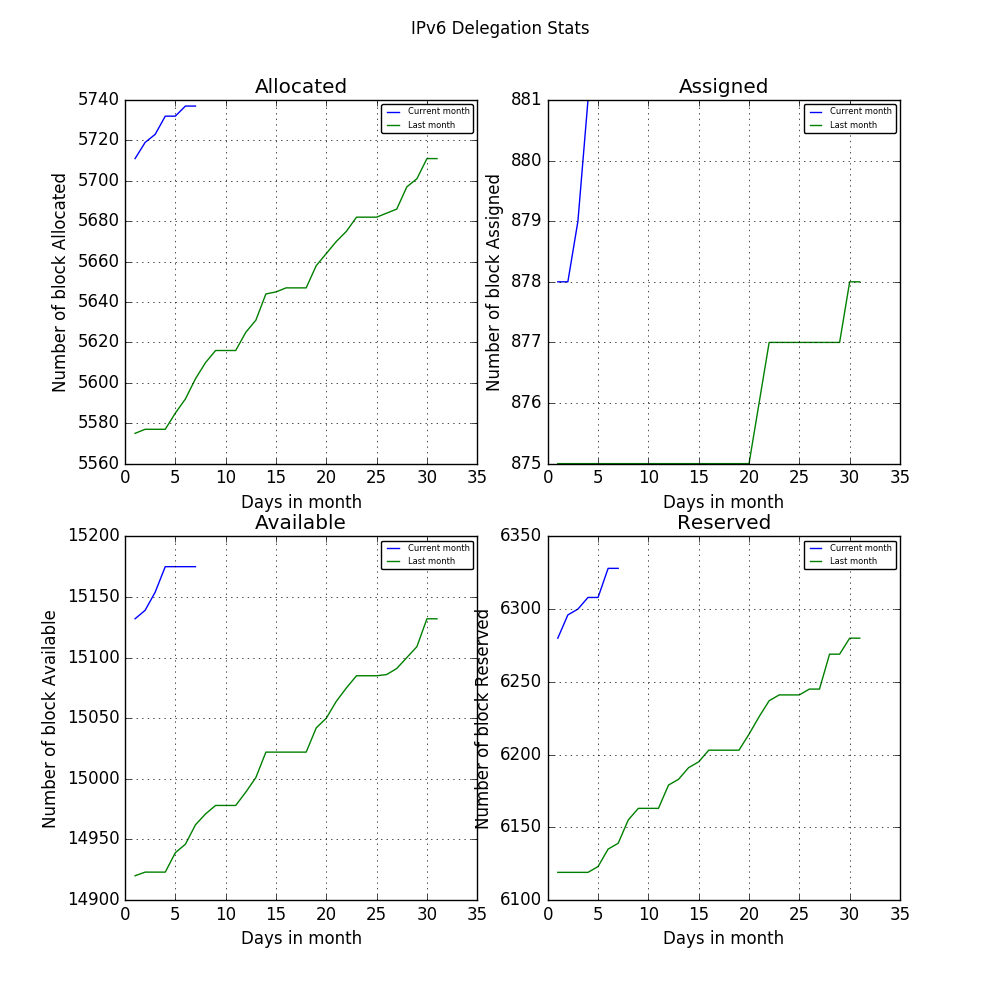 IPv6 Delegation Stats
Allocated
Number of block Allocated
5740
5720
5700
5680
5660
5640
5620
5600
5580
5560
Current month
Last month
0 5 10 15 20 25 30 35
Days in month
Assigned
Number of block Assigned
881
880
879
878
877
876
875
Current month
Last month
0 5 10 15 20 25 30 35
Days in month
Available
Number of block Available
15200
15150
15100
15050
15000
14950
14900
Current month
Last month
0 5 10 15 20 25 30 35
Days in month
Reserved
Number of block Reserved
6350
6300
6250
6200
6150
6100
Current month
Last month
0 5 10 15 20 25 30 35
Days in month